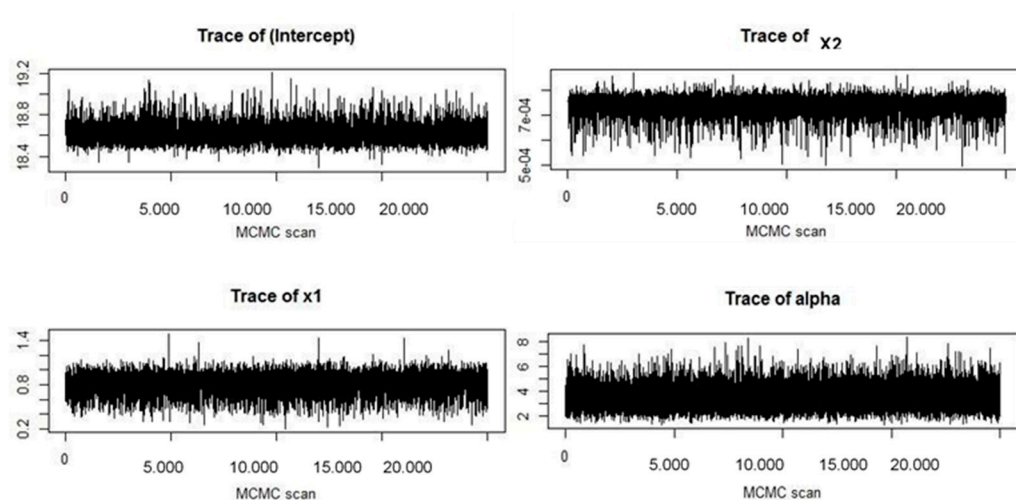 Trace of (Intercept)
19.2
18.8
18.4
0 5.000 10.000 15.000 20.000
MCMC scan
Trace of X2
7e-04
5e-04
0 5.000 10.000 15.000 20.000
MCMC scan
Trace of x1
1.4
0.8
0.2
0 5.000 10.000 15.000 20.000
MCMC scan
Trace of alpha
8
6
4
2
0 5.000 10.000 15.000 20.000
MCMC scan